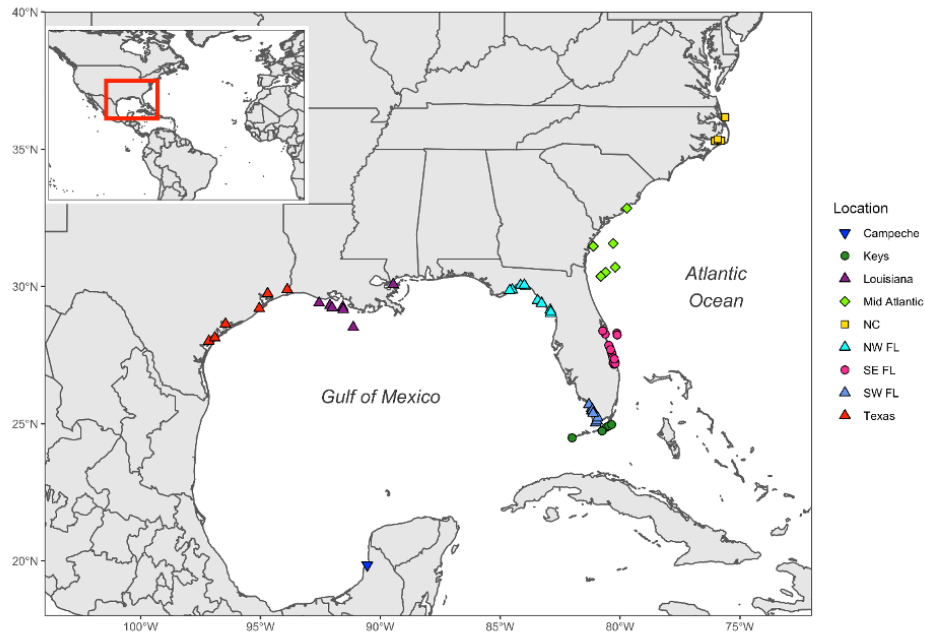 40°N
35°N
30°N
25°N
20°N
100°W
95°W
90°W
85°W
80°W
75°W
Atlantic
Ocean
Gulf of Mexico
Location
Campeche
Keys
Louisiana
Mid Atlantic
NC
NW FL
SE FL
SW FL
Texas